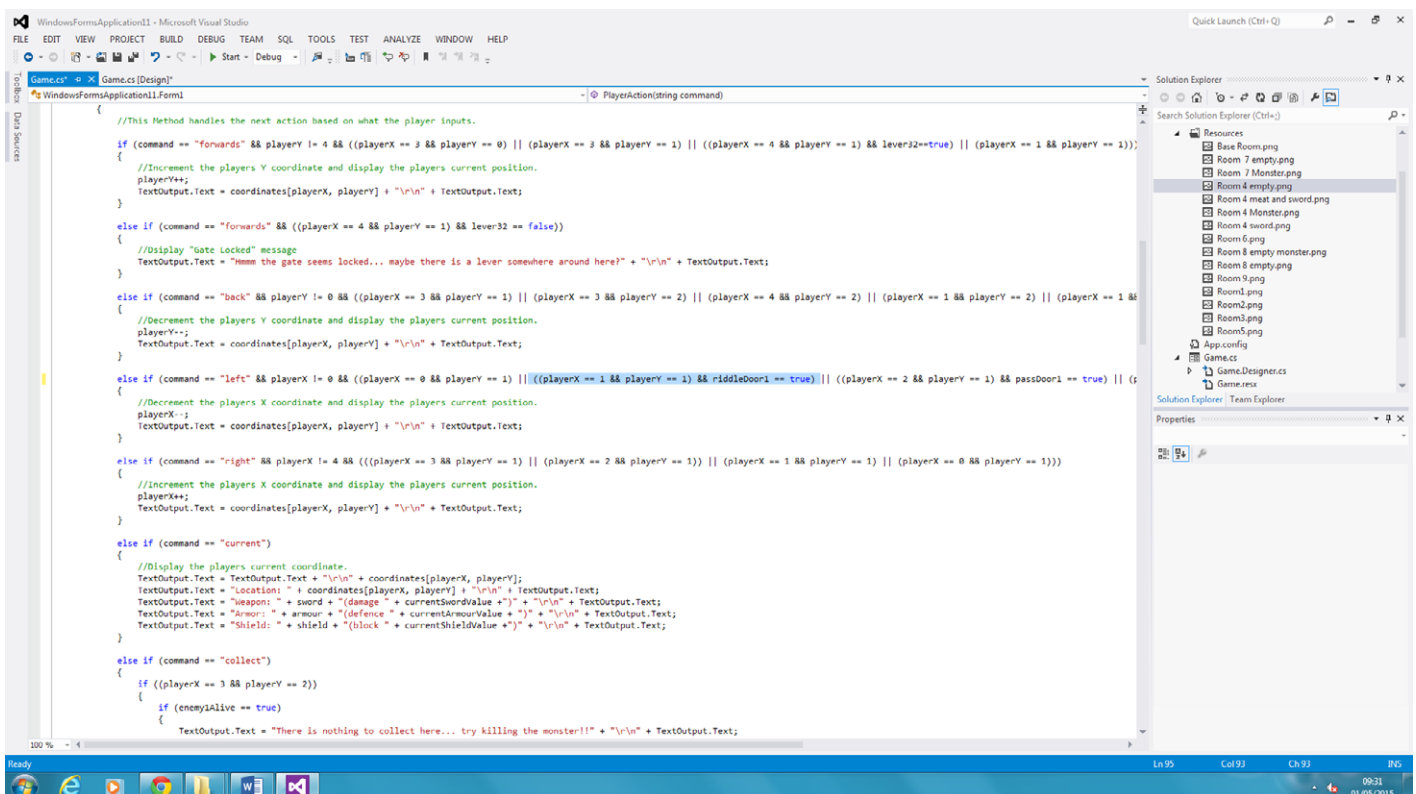 WindowsFormsApplication11 - Microsoft Visual Studio
Quick Launch (Ctrl+Q)
FILE EDIT VIEW PROJECT BUILD DEBUG TEAM SQL TOOLS TEST ANALYZE WINDOW HELP
Start - Debug
Toolbox
Data Sources
Game.cs* Game.cs [Design]*
WindowsFormsApplication11.Form1 PlayerAction(string command)
{
//This Method handles the next action based on what the player inputs.
if (command == "forwards" && playerY != 4 && ((playerX == 3 && playerY == 0) || (playerX == 3 && playerY == 1) || ((playerX == 4 && playerY == 1) && lever32==true) || (playerX == 1 && playerY == 1)))
{
//Increment the players Y coordinate and display the players current position.
playerY++;
TextOutput.Text = coordinates[playerX, playerY] + "\r\n" + TextOutput.Text;
}
else if (command == "forwards" && ((playerX == 4 && playerY == 1) && lever32 == false))
{
//Dsiplay "Gate Locked" message
TextOutput.Text = "Hmmm the gate seems locked... maybe there is a lever somewhere around here?" + "\r\n" + TextOutput.Text;
}
else if (command == "back" && playerY != 0 && ((playerX == 3 && playerY == 1) || (playerX == 3 && playerY == 2) || (playerX == 4 && playerY == 2) || (playerX == 1 && playerY == 2) || (playerX == 1 &&
{
//Decrement the players Y coordinate and display the players current position.
playerY--;
TextOutput.Text = coordinates[playerX, playerY] + "\r\n" + TextOutput.Text;
}
else if (command == "left" && playerX != 0 && ((playerX == 0 && playerY == 1) || ((playerX == 1 && playerY == 1) && riddleDoor1 == true) || ((playerX == 2 && playerY == 1) && passDoor1 == true) || (p
{
//Decrement the players X coordinate and display the players current position.
playerX--;
TextOutput.Text = coordinates[playerX, playerY] + "\r\n" + TextOutput.Text;
}
else if (command == "right" && playerX != 4 && (((playerX == 3 && playerY == 1) || (playerX == 2 && playerY == 1)) || (playerX == 1 && playerY == 1) || (playerX == 0 && playerY == 1)))
{
//Increment the players X coordinate and display the players current position.
playerX++;
TextOutput.Text = coordinates[playerX, playerY] + "\r\n" + TextOutput.Text;
}
else if (command == "current")
{
//Display the players current coordinate.
TextOutput.Text = TextOutput.Text + "\r\n" + coordinates[playerX, playerY];
TextOutput.Text = "Location: " + coordinates[playerX, playerY] + "\r\n" + TextOutput.Text;
TextOutput.Text = "Weapon: " + sword +"(damage " + currentSwordValue +")" + "\r\n" + TextOutput.Text;
TextOutput.Text = "Armor: " + armour + "(defence " + currentArmourValue + ")" + "\r\n" + TextOutput.Text;
TextOutput.Text = "Shield: " + shield + "(block " + currentShieldValue +")" + "\r\n" + TextOutput.Text;
}
else if (command == "collect")
{
if ((playerX == 3 && playerY == 2))
{
if (enemy1Alive == true)
{
TextOutput.Text = "There is nothing to collect here... try killing the monster!!" + "\r\n" + TextOutput.Text;
100 %
Solution Explorer
Search Solution Explorer (Ctrl+;)
Resources
Base Room.png
Room 7 empty.png
Room 7 Monster.png
Room 4 empty.png
Room 4 meat and sword.png
Room 4 Monster.png
Room 4 sword.png
Room 6.png
Room 8 empty monster.png
Room 8 empty.png
Room 9.png
Room1.png
Room2.png
Room3.png
Room5.png
App.config
Game.cs
Game.Designer.cs
Game.resx
Solution Explorer Team Explorer
Properties
Ready Ln 95 Col 93 Ch 93 INS
09:31
01/05/2015